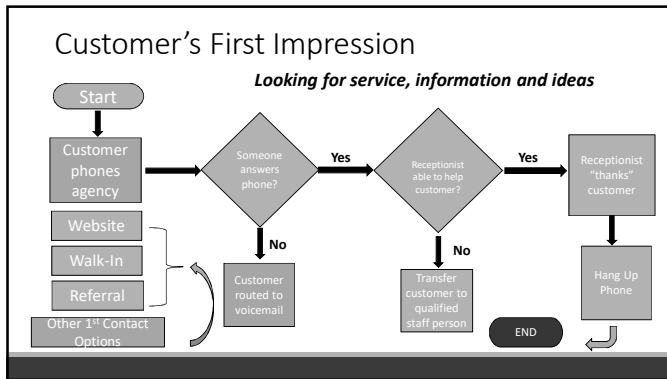 Customer's First Impression
Looking for service, information and ideas
Start
Customer
phones
agency
Someone
answers
phone?
Yes
Receptionist
able to help
customer?
Yes
Receptionist
"thanks"
customer
No
Customer
routed to
voicemail
No
Transfer
customer to
qualified
staff person
Hang Up
Phone
END
Website
Walk-In
Referral
Other 1st Contact
Options